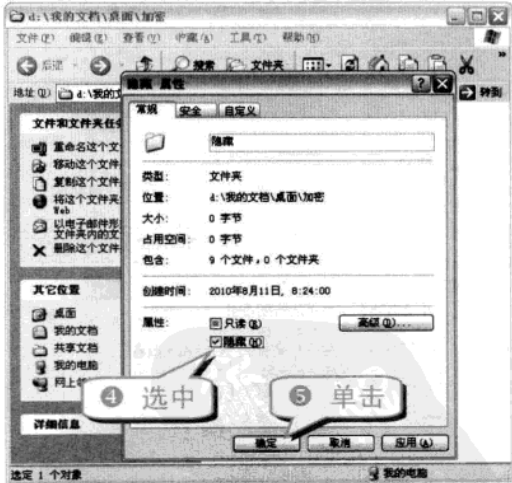 d:\我的文档\桌面\加密
文件(F) 编辑(E) 查看(V) 收藏(A) 工具(T) 帮助(H)
后退 搜索 文件夹
地址(D) d:\我的文 转到
文件和文件夹任务
重命名这个文
移动这个文件
复制这个文件
将这个文件夹
Web
以电子邮件形
文件夹内的文
删除这个文件
其它位置
桌面
我的文档
共享文档
我的电脑
网上邻
详细信息
隐藏 属性
常规 安全 自定义
隐藏
类型: 文件夹
位置: d:\我的文档\桌面\加密
大小: 0 字节
占用空间: 0 字节
包含: 9 个文件,0 个文件夹
创建时间: 2010年8月11日, 8:24:00
属性: 只读(R) 高级(D)...
隐藏(H)
4 选中
5 单击
确定 取消 应用(A)
选定 1 个对象 我的电脑